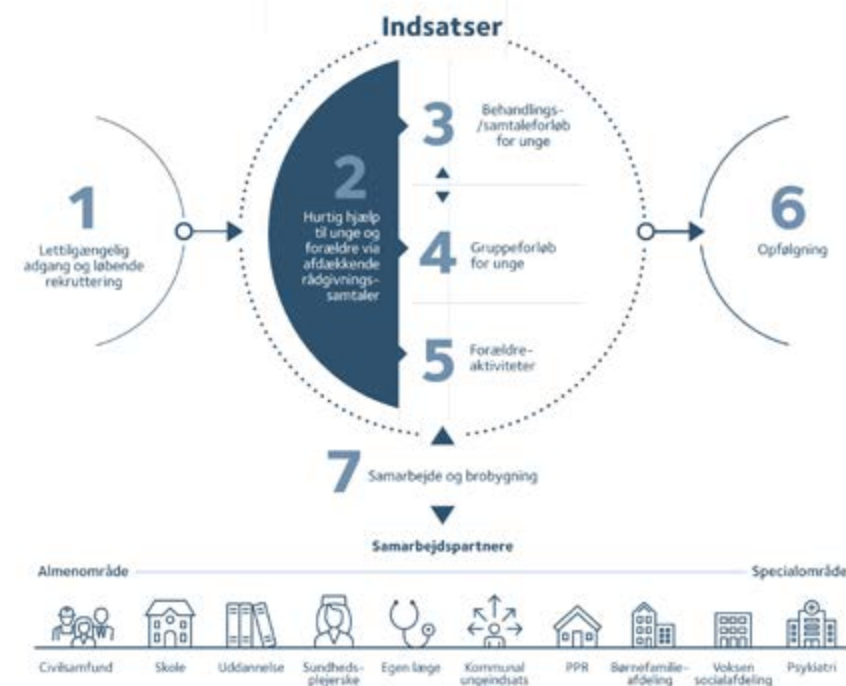 Indsatser
1
Lettilgængelig
adgang og løbende
rekruttering
2
Hurtig hjælp
til unge og
forældre via
afdækkende
rådgivnings-
samtaler
3
Behandlings-
/samtaleforløb
for unge
4
Gruppeforløb
for unge
5
Forældre-
aktiviteter
6
Opfølgning
7
Samarbejde og brobygning
Samarbejdspartnere
Almenområde
Specialområde
Civilsamfund
Skole
Uddannelse
Sundheds-
plejerske
Egen læge
Kommunal
ungeindsats
PPR
Børnefamilie-
afdeling
Voksen
socialafdeling
Psykiatri